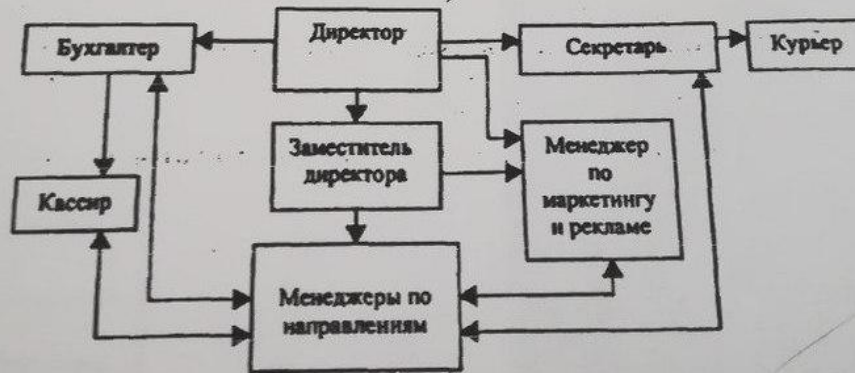 Бухгалтер
Директор
Секретарь
Курьер
Заместитель
директора
Менеджер
по
маркетингу
и рекламе
Кассир
Менеджеры по
направлениям